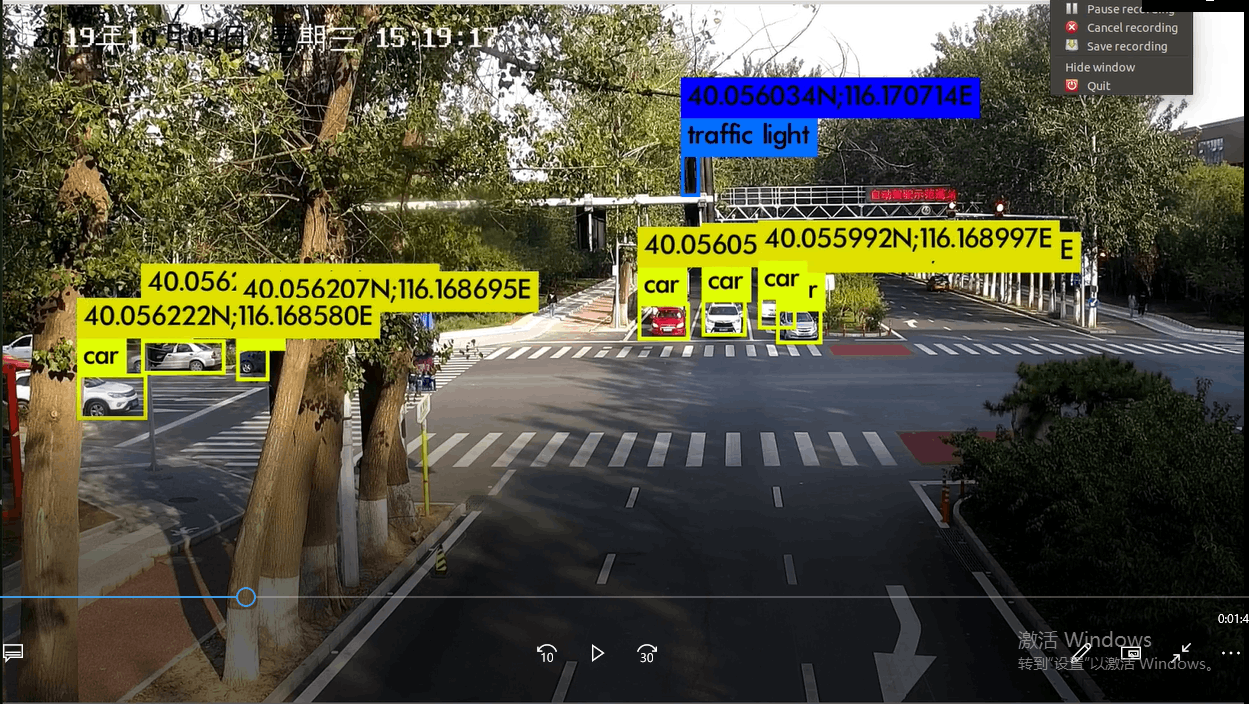 2019年10月09日 星期三 15:19:17
Pause recording
Cancel recording
Save recording
Hide window
Quit
40.056034N;116.170714E
traffic light
40.05605
40.055992N;116.168997E
E
car
car
car
r
40.056
40.056207N;116.168695E
40.056222N;116.168580E
car
0:01:4
10
30
激活 Windows
转到“设置”以激活 Windows。